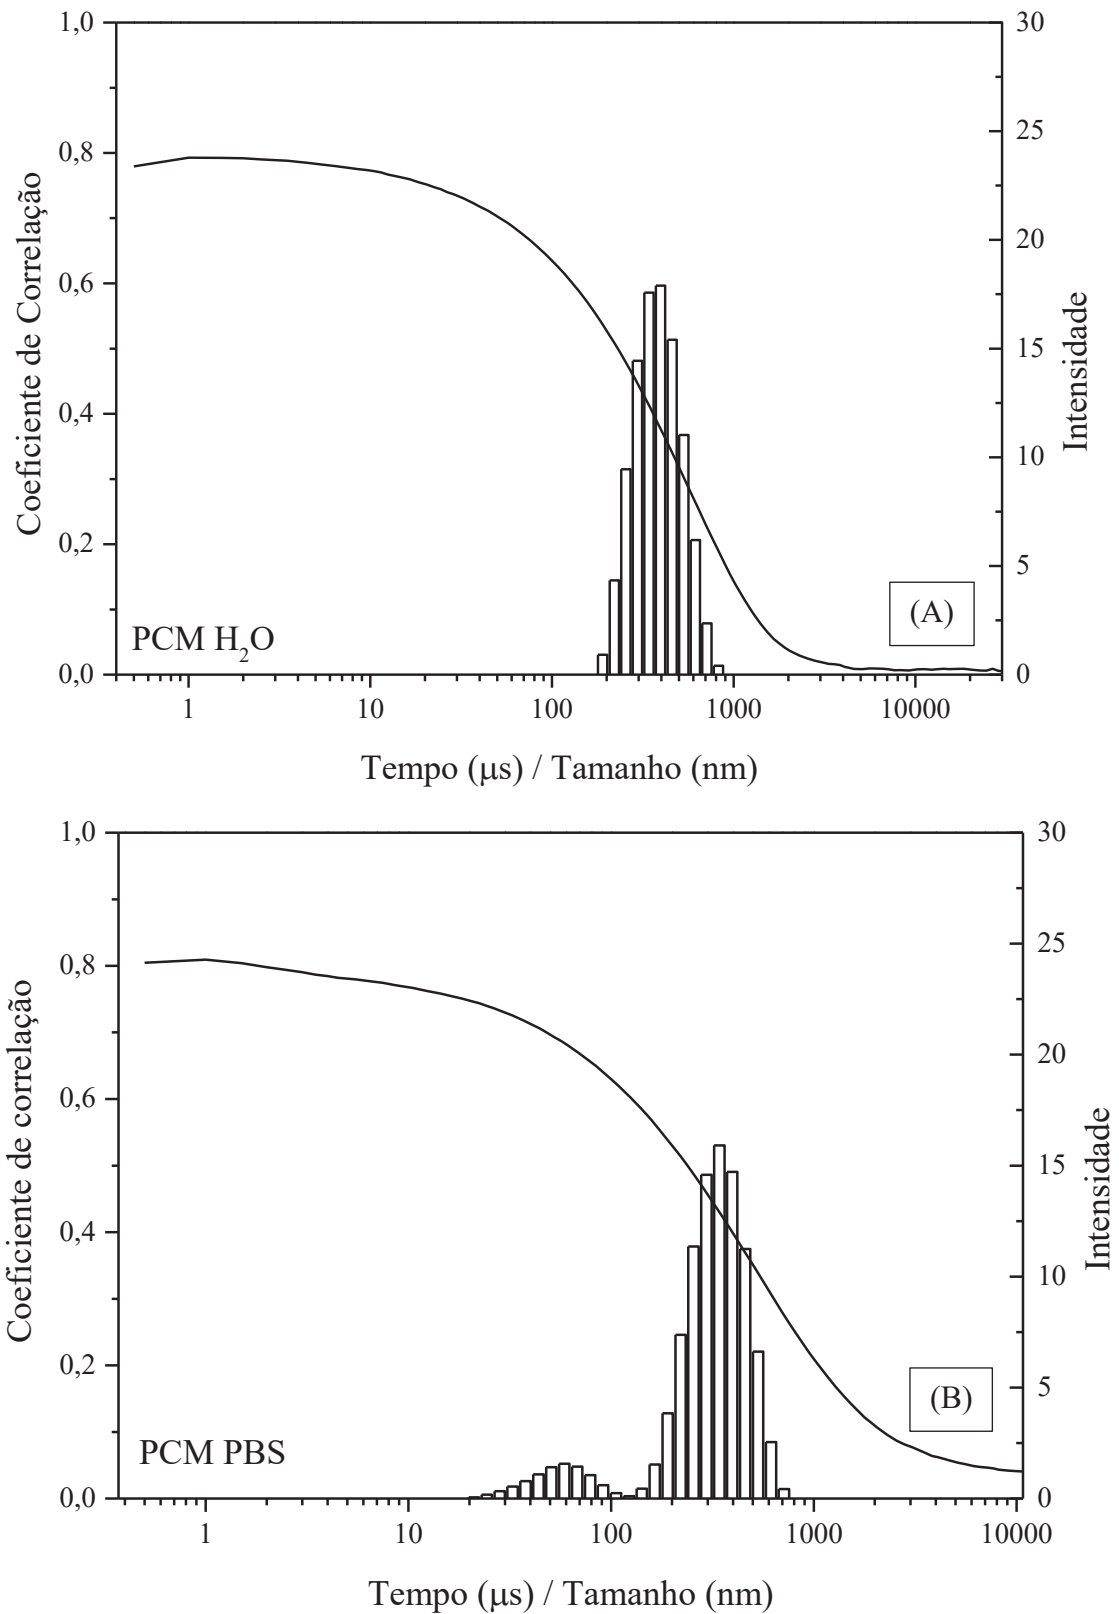 1,0
0,8
0,6
0,4
0,2
0,0
Coeficiente de Correlação
30
25
20
15
10
5
0
Intensidade
(A)
PCM H₂O
1 10 100 1000 10000
Tempo (μs) / Tamanho (nm)
1,0
0,8
0,6
0,4
0,2
0,0
Coeficiente de correlação
30
25
20
15
10
5
0
Intensidade
(B)
PCM PBS
1 10 100 1000 10000
Tempo (μs) / Tamanho (nm)